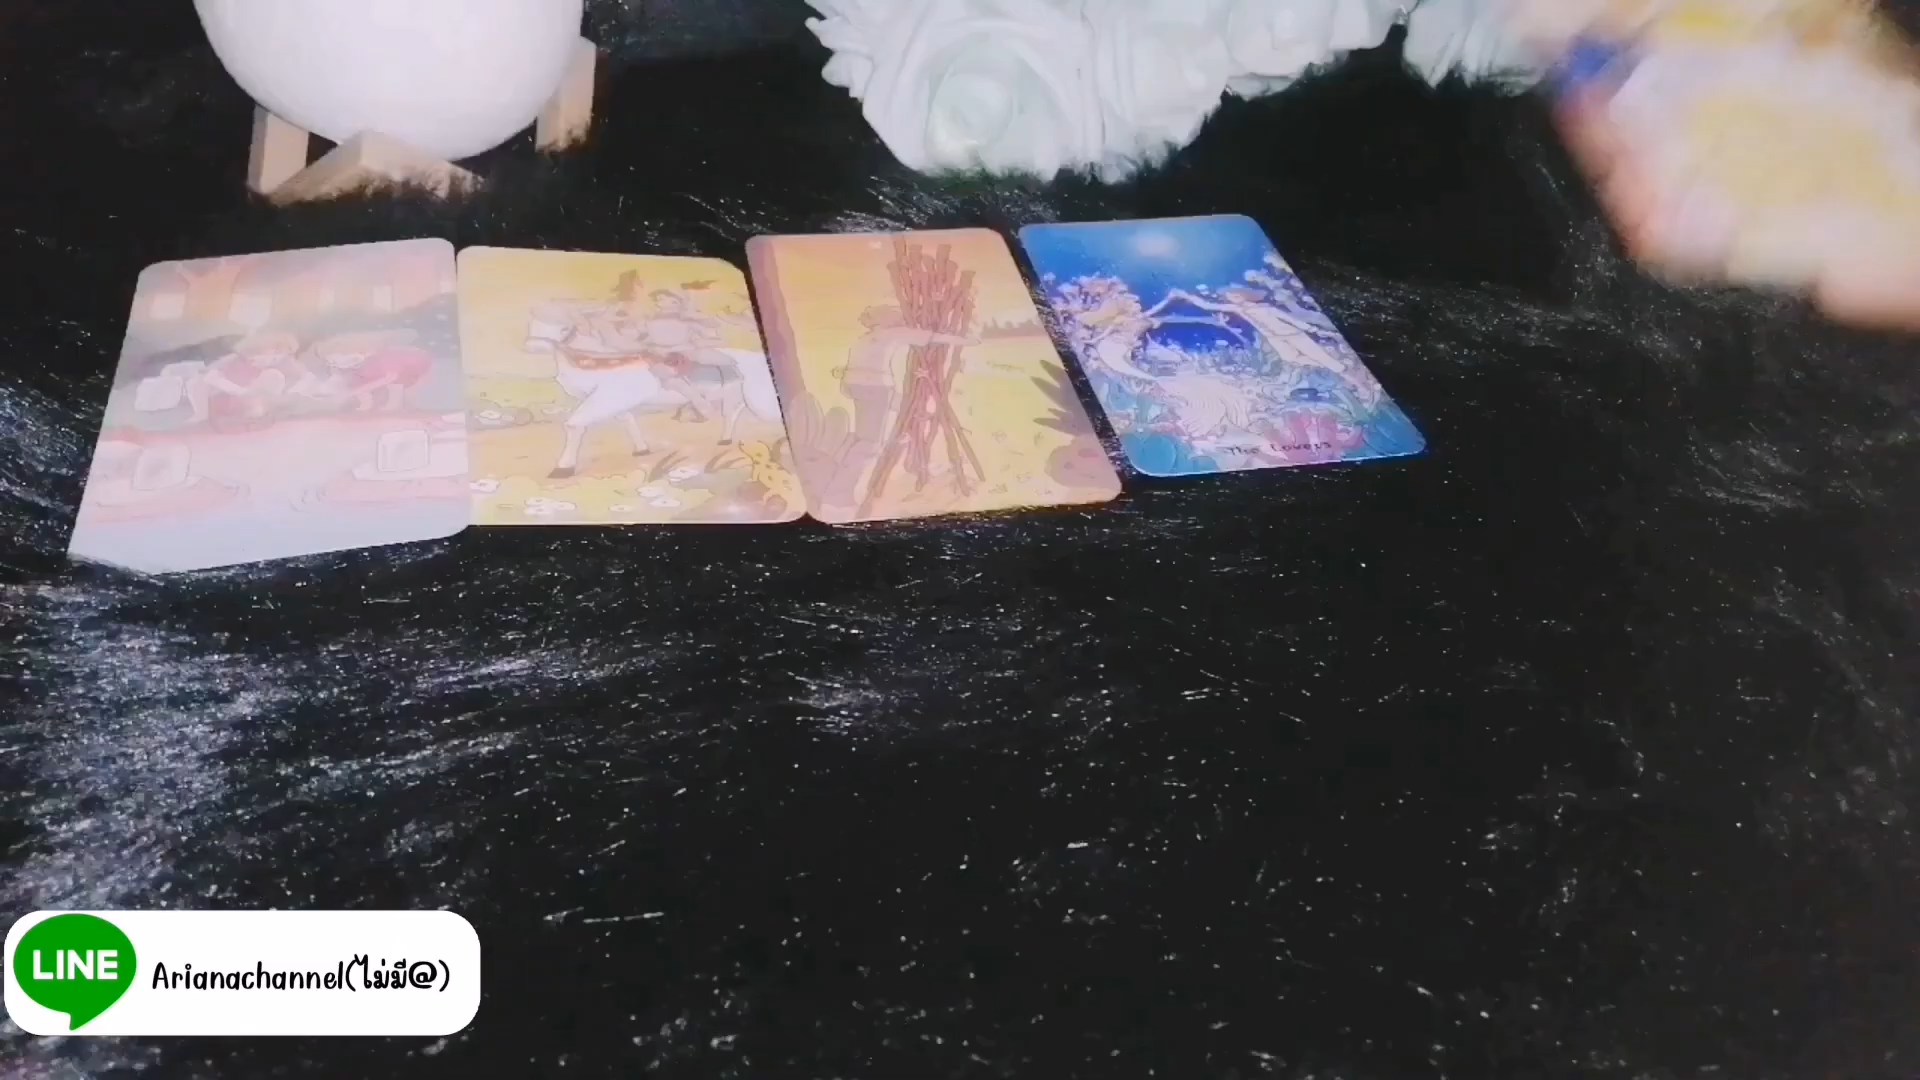 The Lovers
LINE
Arianachannel(ไม่มี@)